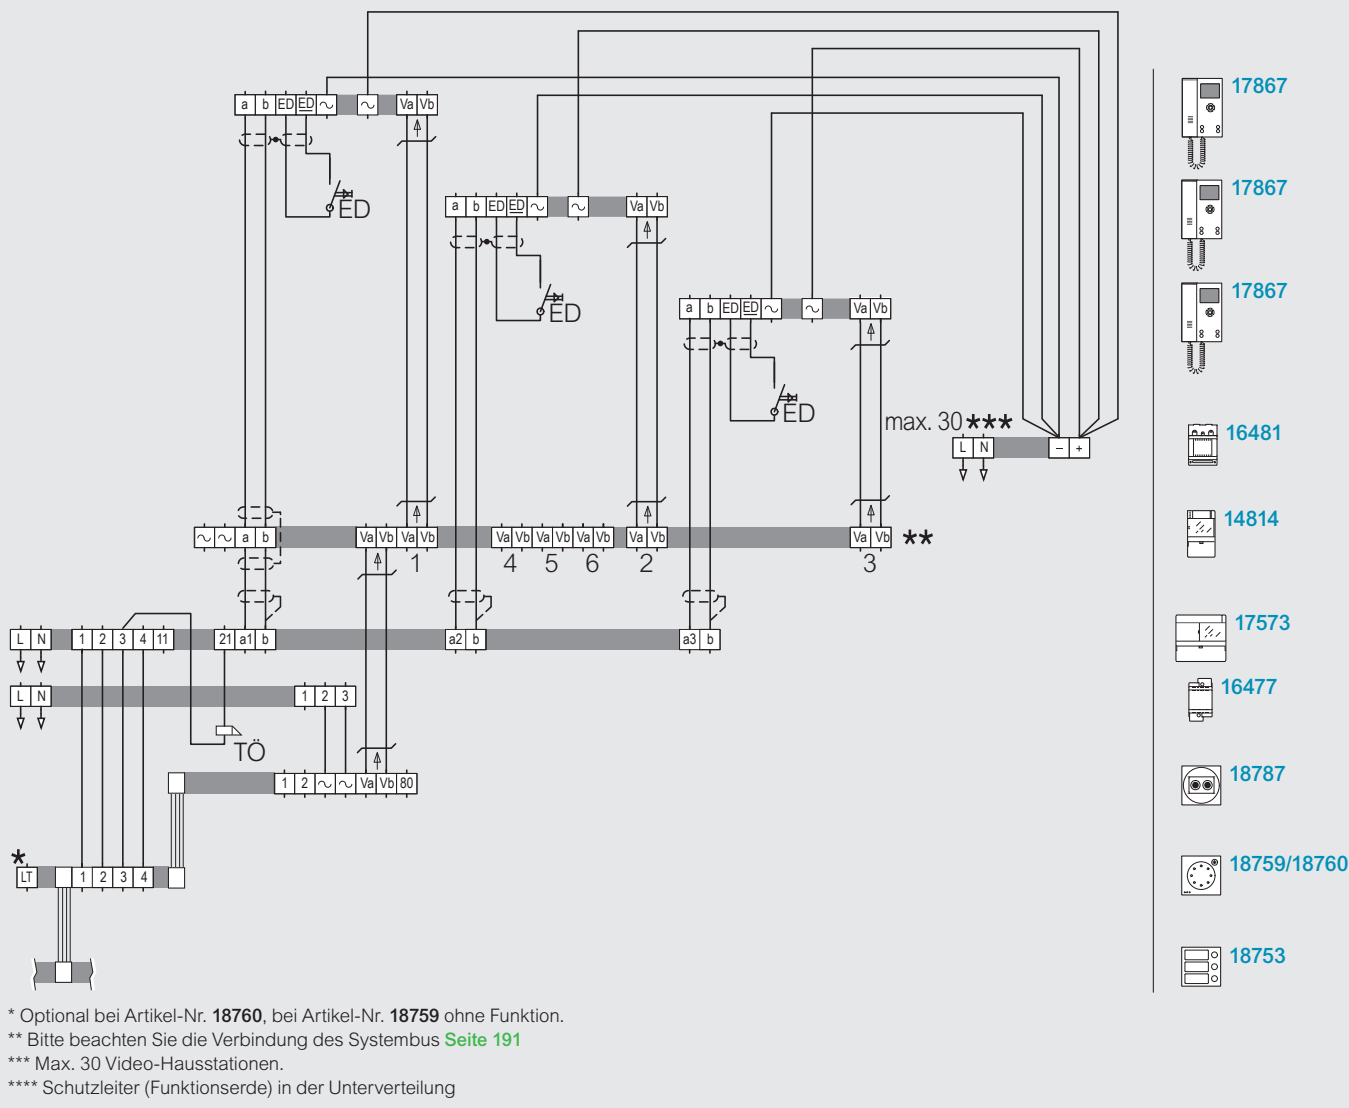 a b ED ED ~ ~ Va Vb
17867
ED
a b ED ED ~ ~ Va Vb
17867
ED
a b ED ED ~ ~ Va Vb
17867
ED
max. 30 ***
L N − +
16481
~ ~ a b Va Vb Va Vb Va Vb Va Vb Va Vb Va Vb Va Vb **
14814
1 4 5 6 2 3
L N 1 2 3 4 11 21 a1 b a2 b a3 b
17573
L N 1 2 3
16477
TÖ
1 2 ~ ~ Va Vb 80
18787
*
LT 1 2 3 4
18759/18760
18753
* Optional bei Artikel-Nr. 18760, bei Artikel-Nr. 18759 ohne Funktion.
** Bitte beachten Sie die Verbindung des Systembus Seite 191
*** Max. 30 Video-Hausstationen.
**** Schutzleiter (Funktionserde) in der Unterverteilung